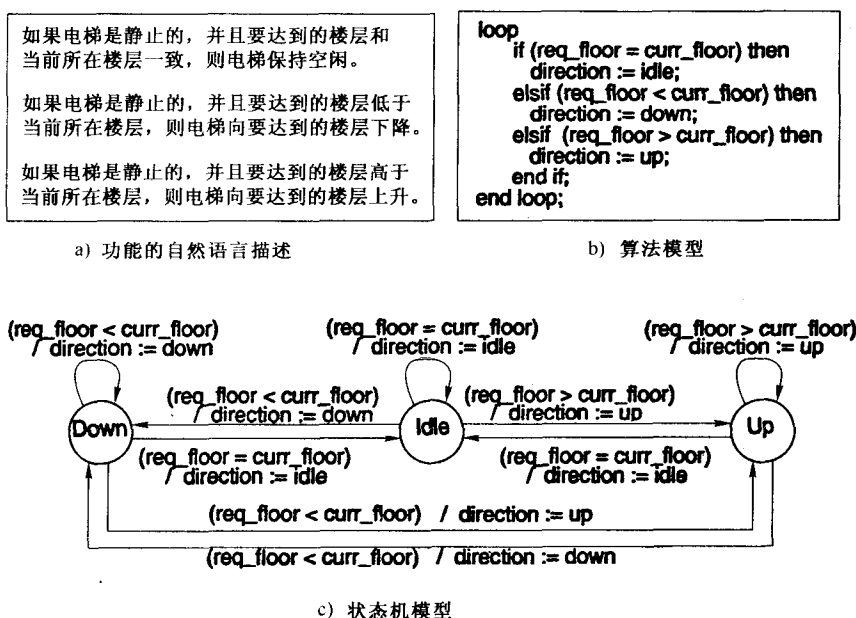 如果电梯是静止的，并且要达到的楼层和
当前所在楼层一致，则电梯保持空闲。
如果电梯是静止的，并且要达到的楼层低于
当前所在楼层，则电梯向要达到的楼层下降。
如果电梯是静止的，并且要达到的楼层高于
当前所在楼层，则电梯向要达到的楼层上升。
a) 功能的自然语言描述
loop
if (req_floor = curr_floor) then
direction := idle;
elsif (req_floor < curr_floor) then
direction := down;
elsif (req_floor > curr_floor) then
direction := up;
end if;
end loop;
b) 算法模型
(req_floor < curr_floor)
/ direction := down
(req_floor = curr_floor)
/ direction := idle
(req_floor > curr_floor)
/ direction := up
(req_floor < curr_floor)
/ direction := down
(req_floor > curr_floor)
/ direction := up
Down
Idle
Up
(req_floor = curr_floor)
/ direction := idle
(req_floor = curr_floor)
/ direction := idle
(req_floor < curr_floor) / direction := up
(req_floor < curr_floor) / direction := down
c) 状态机模型